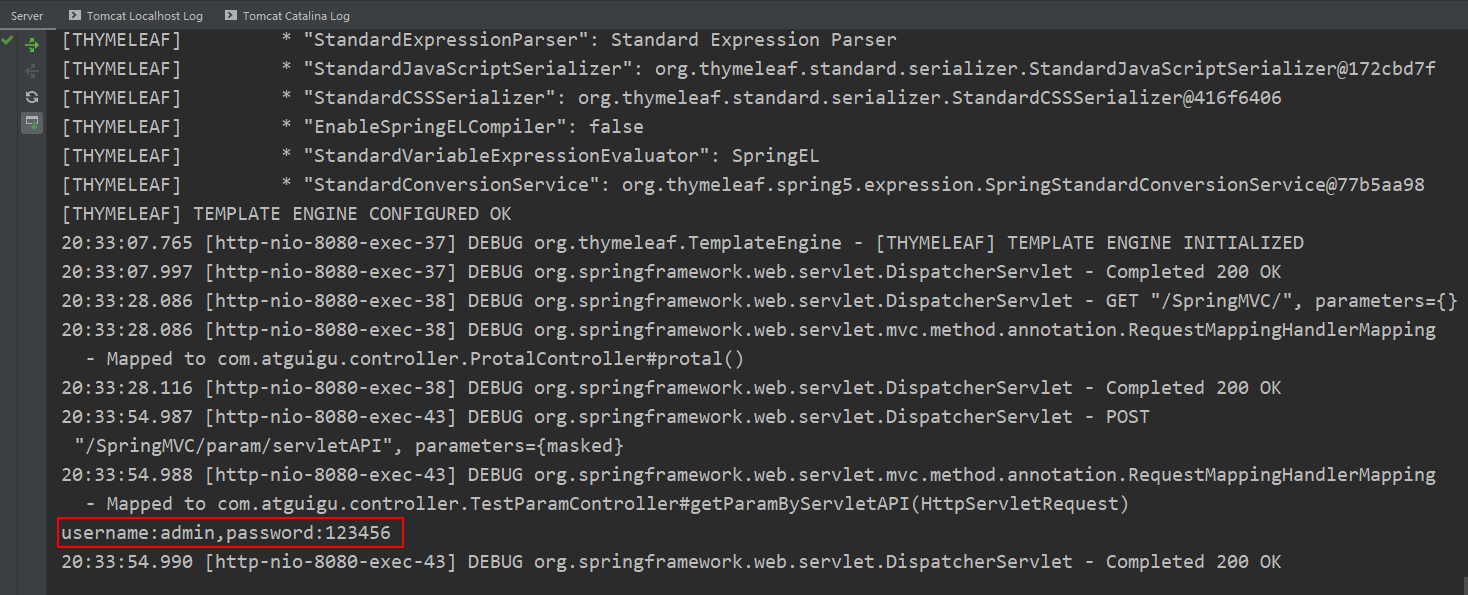 Server Tomcat Localhost Log Tomcat Catalina Log
[THYMELEAF] * "StandardExpressionParser": Standard Expression Parser
[THYMELEAF] * "StandardJavaScriptSerializer": org.thymeleaf.standard.serializer.StandardJavaScriptSerializer@172cbd7f
[THYMELEAF] * "StandardCSSSerializer": org.thymeleaf.standard.serializer.StandardCSSSerializer@416f6406
[THYMELEAF] * "EnableSpringELCompiler": false
[THYMELEAF] * "StandardVariableExpressionEvaluator": SpringEL
[THYMELEAF] * "StandardConversionService": org.thymeleaf.spring5.expression.SpringStandardConversionService@77b5aa98
[THYMELEAF] TEMPLATE ENGINE CONFIGURED OK
20:33:07.765 [http-nio-8080-exec-37] DEBUG org.thymeleaf.TemplateEngine - [THYMELEAF] TEMPLATE ENGINE INITIALIZED
20:33:07.997 [http-nio-8080-exec-37] DEBUG org.springframework.web.servlet.DispatcherServlet - Completed 200 OK
20:33:28.086 [http-nio-8080-exec-38] DEBUG org.springframework.web.servlet.DispatcherServlet - GET "/SpringMVC/", parameters={}
20:33:28.086 [http-nio-8080-exec-38] DEBUG org.springframework.web.servlet.mvc.method.annotation.RequestMappingHandlerMapping
- Mapped to com.atguigu.controller.ProtalController#protal()
20:33:28.116 [http-nio-8080-exec-38] DEBUG org.springframework.web.servlet.DispatcherServlet - Completed 200 OK
20:33:54.987 [http-nio-8080-exec-43] DEBUG org.springframework.web.servlet.DispatcherServlet - POST
"/SpringMVC/param/servletAPI", parameters={masked}
20:33:54.988 [http-nio-8080-exec-43] DEBUG org.springframework.web.servlet.mvc.method.annotation.RequestMappingHandlerMapping
- Mapped to com.atguigu.controller.TestParamController#getParamByServletAPI(HttpServletRequest)
username:admin,password:123456
20:33:54.990 [http-nio-8080-exec-43] DEBUG org.springframework.web.servlet.DispatcherServlet - Completed 200 OK